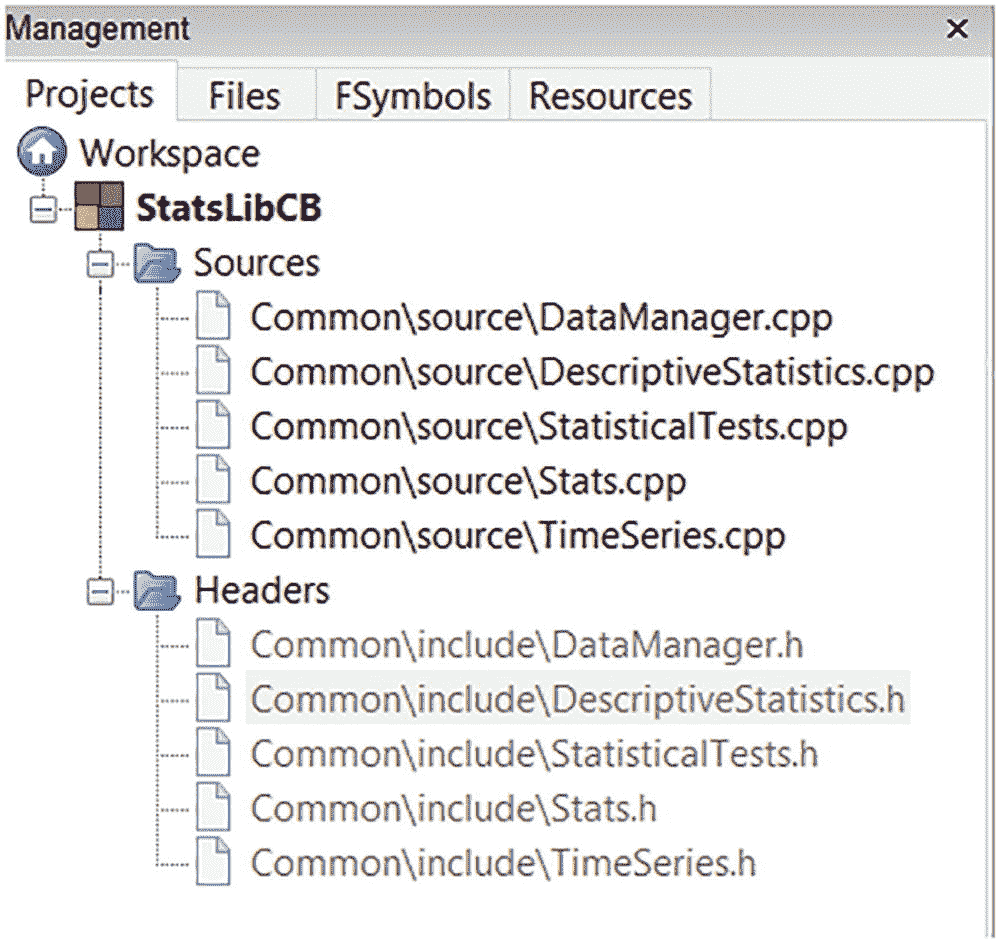 Management
Projects Files FSymbols Resources
Workspace
StatsLibCB
Sources
Common\source\DataManager.cpp
Common\source\DescriptiveStatistics.cpp
Common\source\StatisticalTests.cpp
Common\source\Stats.cpp
Common\source\TimeSeries.cpp
Headers
Common\include\DataManager.h
Common\include\DescriptiveStatistics.h
Common\include\StatisticalTests.h
Common\include\Stats.h
Common\include\TimeSeries.h